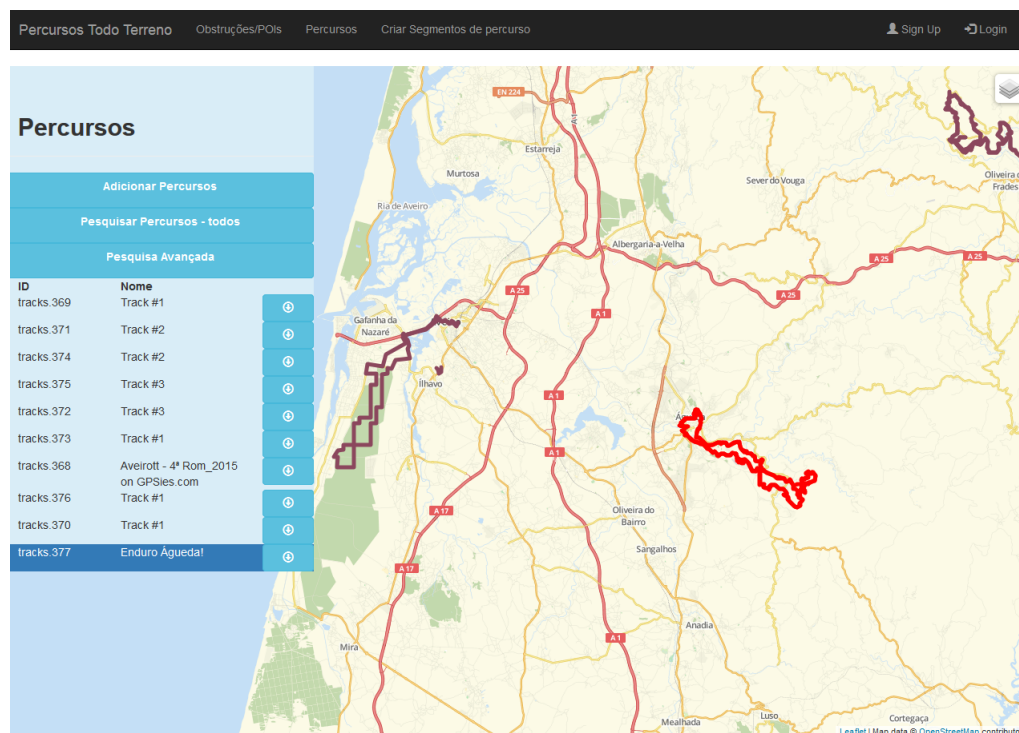 Percursos Todo Terreno Obstruções/POIs Percursos Criar Segmentos de percurso Sign Up Login
Percursos
Adicionar Percursos
Pesquisar Percursos - todos
Pesquisa Avançada
ID Nome
tracks.369 Track #1
tracks.371 Track #2
tracks.374 Track #2
tracks.375 Track #3
tracks.372 Track #3
tracks.373 Track #1
tracks.368 Aveirott - 4ª Rom_2015
on GPSies.com
tracks.376 Track #1
tracks.370 Track #1
tracks.377 Enduro Águeda!
EN 224
A 1
Estarreja
Murtosa
Sever do Vouga
Oliveira d
Frades
Ria de Aveiro
Albergaria-a-Velha
A 25
A 25
A 25
A 25
A 1
Gafanha da
Nazaré
Ílhavo
A 1
A 1
A 17
Oliveira do
Bairro
Sangalhos
A 17
Anadia
A 1
Mira
Mealhada
Luso
Cortegaça
Leaflet | Map data © OpenStreetMap contributo